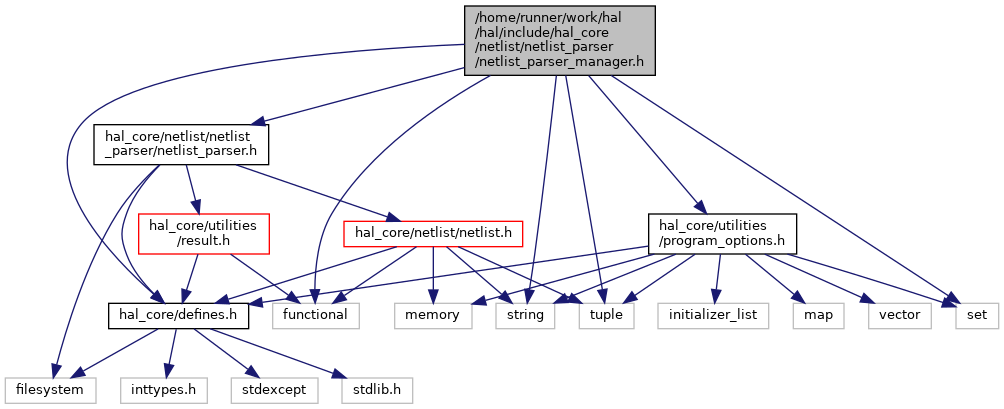 /home/runner/work/hal
/hal/include/hal_core
/netlist/netlist_parser
/netlist_parser_manager.h
hal_core/netlist/netlist
_parser/netlist_parser.h
hal_core/utilities
/result.h
hal_core/netlist/netlist.h
hal_core/utilities
/program_options.h
hal_core/defines.h
functional
memory
string
tuple
initializer_list
map
vector
set
filesystem
inttypes.h
stdexcept
stdlib.h